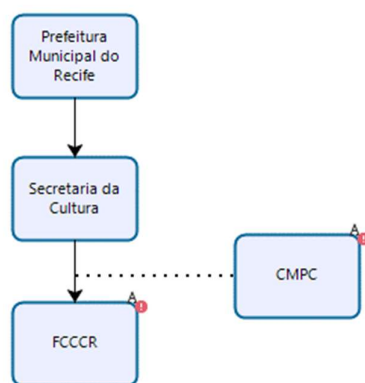 Prefeitura
Municipal do
Recife
Secretaria da
Cultura
A
CMPC
A
FCCCR